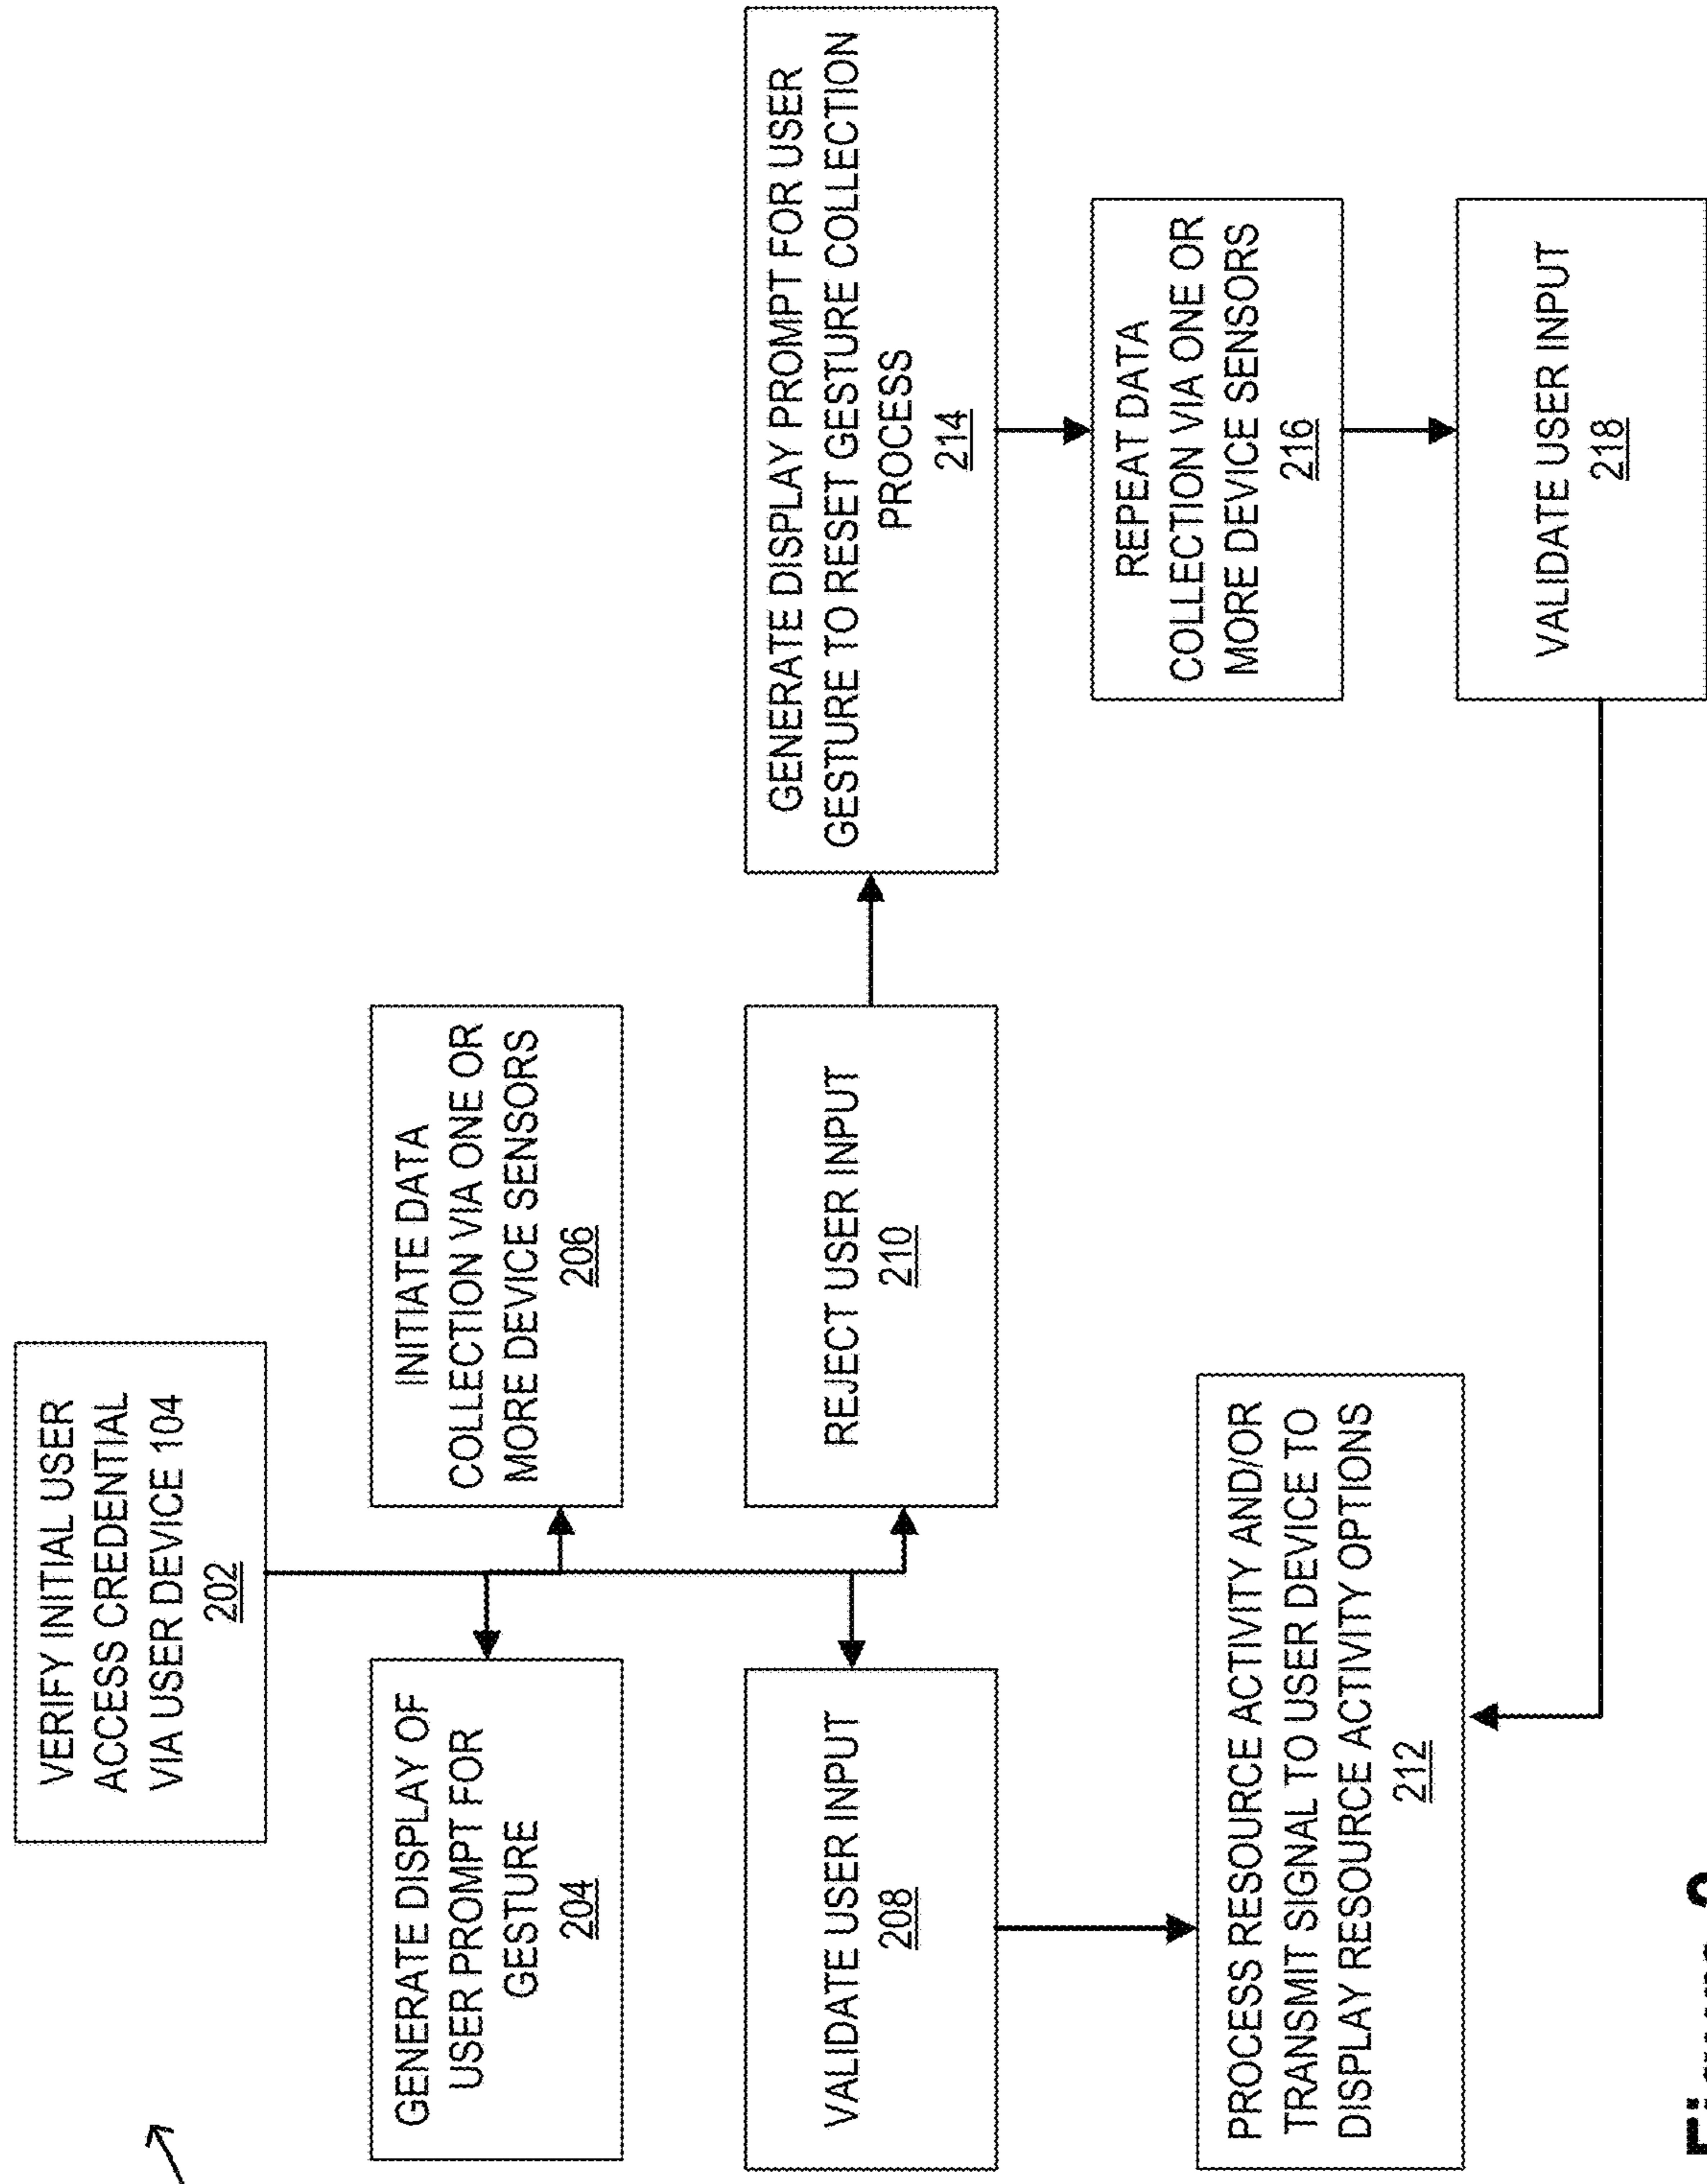 VERIFY INITIAL USER
ACCESS CREDENTIAL
VIA USER DEVICE 104
202
GENERATE DISPLAY OF
USER PROMPT FOR
GESTURE
204
INITIATE DATA
COLLECTION VIA ONE OR
MORE DEVICE SENSORS
206
VALIDATE USER INPUT
208
REJECT USER INPUT
210
GENERATE DISPLAY PROMPT FOR USER
GESTURE TO RESET GESTURE COLLECTION
PROCESS
214
REPEAT DATA
COLLECTION VIA ONE OR
MORE DEVICE SENSORS
216
PROCESS RESOURCE ACTIVITY AND/OR
TRANSMIT SIGNAL TO USER DEVICE TO
DISPLAY RESOURCE ACTIVITY OPTIONS
212
VALIDATE USER INPUT
218
Figure